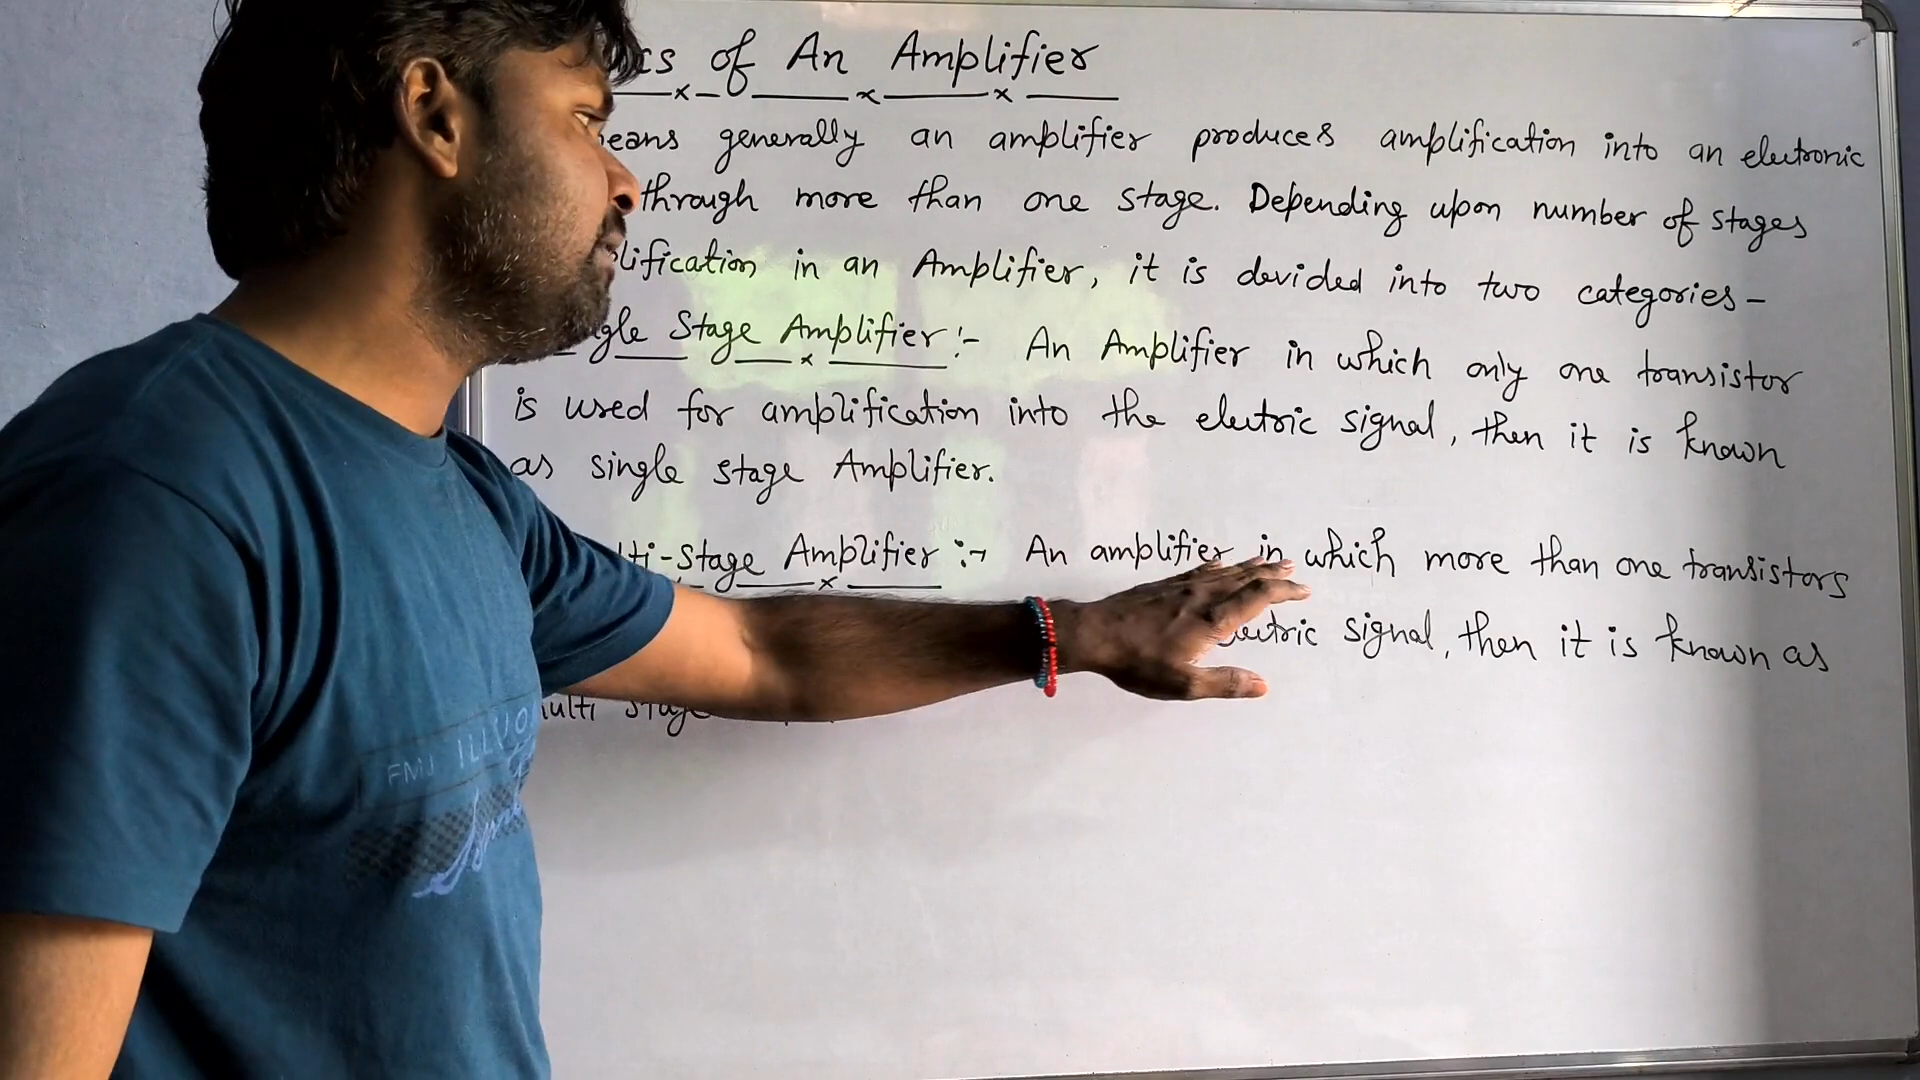 of An Amplifier
generally an amplifier produces amplification into an electronic
through more than one stage. Depending upon number of stages
in an Amplifier, it is devided into two categories -
Stage Amplifier :- An Amplifier in which only one transistor
is used for amplification into the electric signal, then it is known
as single stage Amplifier.
-Stage Amplifier :→ An amplifier in which more than one transistors
signal, then it is known as
FMJ